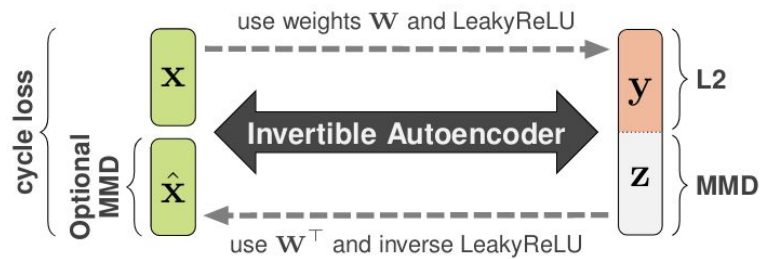 use weights W and LeakyReLU
cycle loss
x
y
L2
Invertible Autoencoder
Optional
MMD
x̂
z
MMD
use W⊤ and inverse LeakyReLU